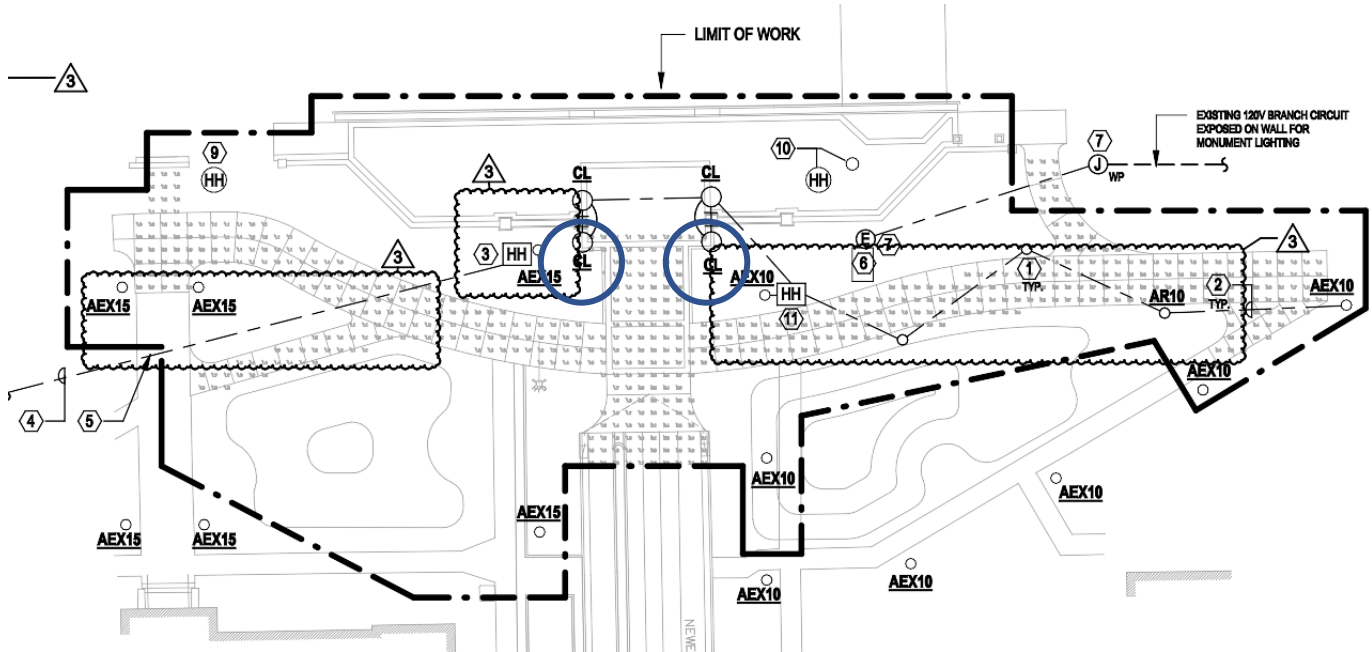 LIMIT OF WORK
3
EXISTING 120V BRANCH CIRCUIT
EXPOSED ON WALL FOR
MONUMENT LIGHTING
9
HH
10
HH
7
J
WP
3
CL
CL
3
HH
AEX15
CL
CL
E
7
6
AEX10
HH
11
1
TYP.
3
2
TYP.
AR10
AEX10
3
AEX15
AEX15
4
5
AEX10
AEX10
AEX10
AEX15
AEX15
AEX15
AEX10
AEX10
NEWE